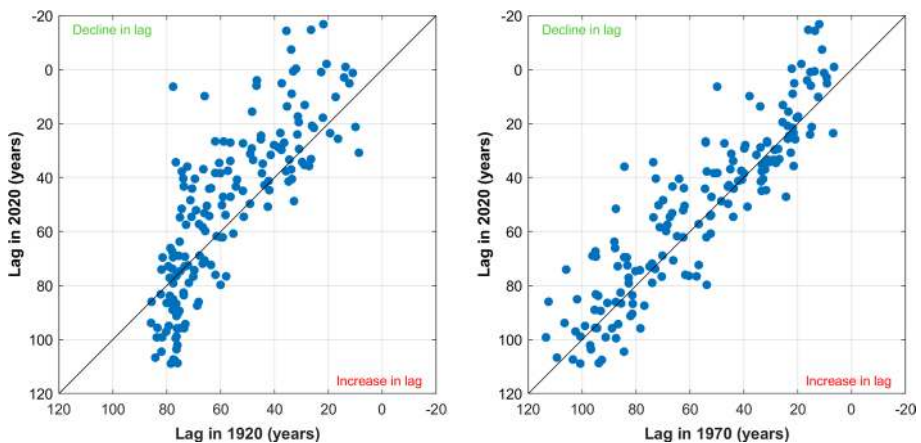 -20
0
20
40
60
80
100
120
Lag in 2020 (years)
Decline in lag
Increase in lag
120 100 80 60 40 20 0 -20
Lag in 1920 (years)
-20
0
20
40
60
80
100
120
Lag in 2020 (years)
Decline in lag
Increase in lag
120 100 80 60 40 20 0 -20
Lag in 1970 (years)